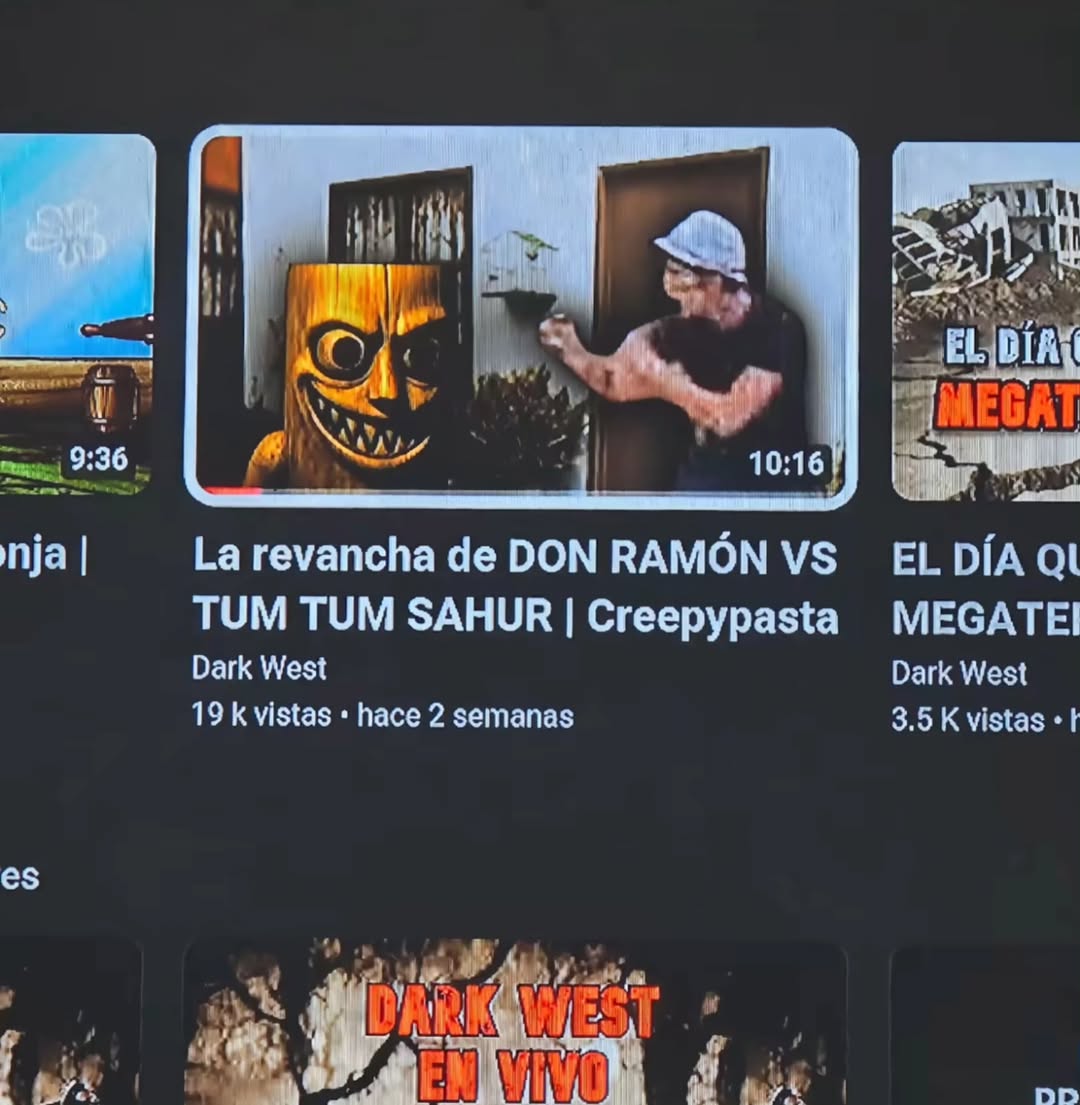 9:36
10:16
EL DÍA
MEGAT
onja |
La revancha de DON RAMÓN VS
TUM TUM SAHUR | Creepypasta
Dark West
19 k vistas • hace 2 semanas
EL DÍA QU
MEGATE
Dark West
3.5 K vistas •
es
DARK WEST
EN VIVO